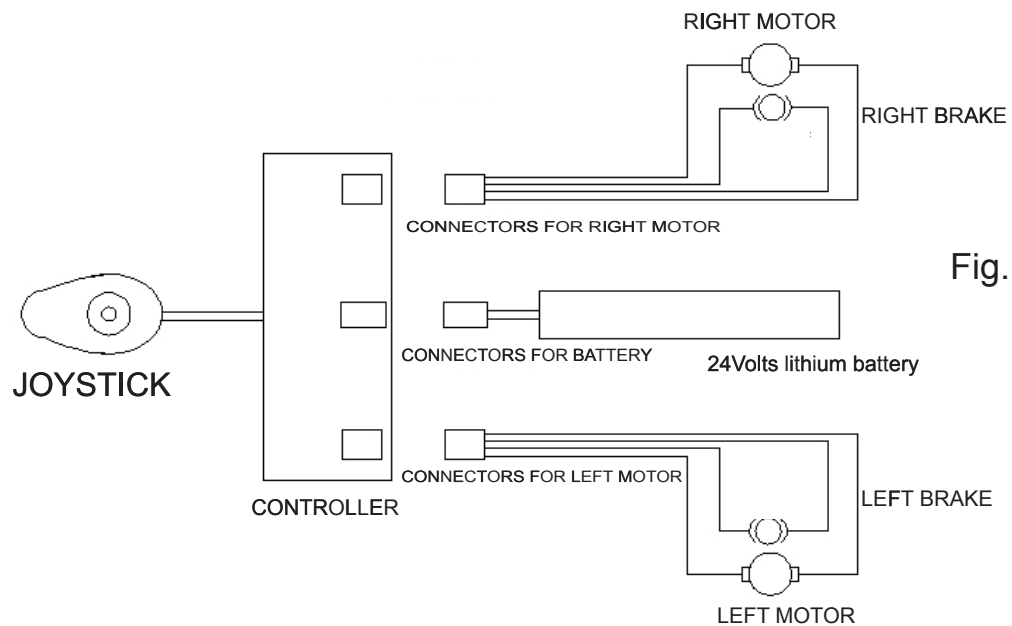 RIGHT MOTOR
RIGHT BRAKE
CONNECTORS FOR RIGHT MOTOR
Fig.
JOYSTICK
CONNECTORS FOR BATTERY
24Volts lithium battery
CONNECTORS FOR LEFT MOTOR
CONTROLLER
LEFT BRAKE
LEFT MOTOR